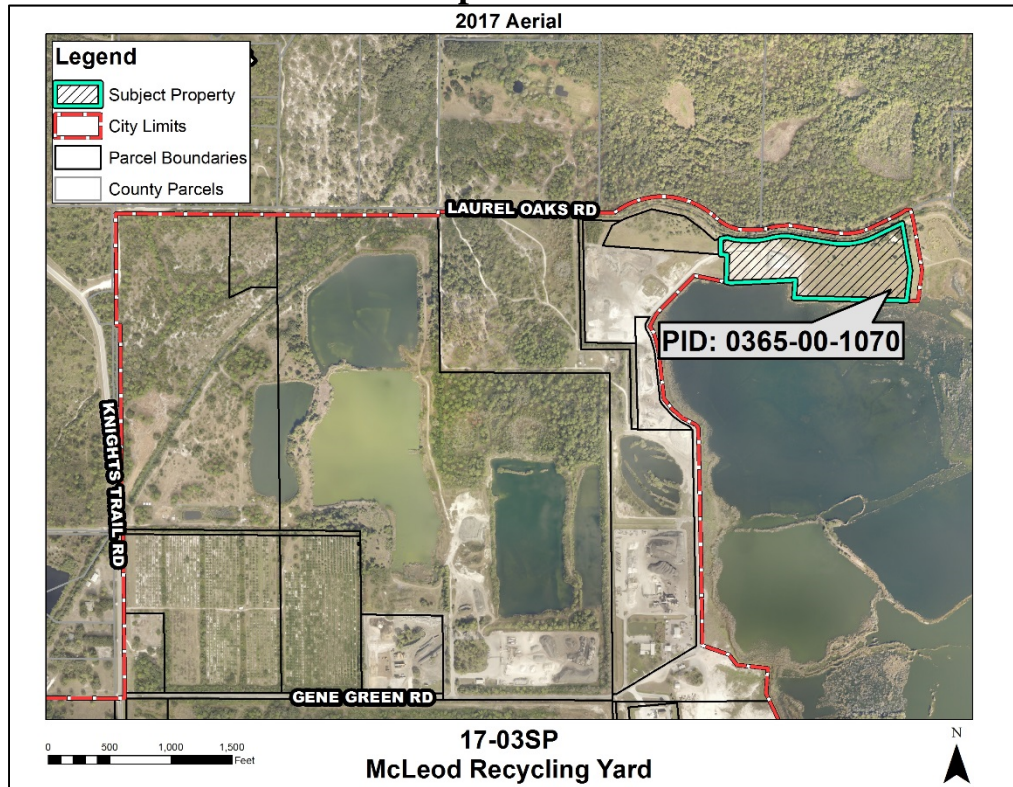 2017 Aerial
Legend
Subject Property
City Limits
Parcel Boundaries
County Parcels
LAUREL OAKS RD
PID: 0365-00-1070
KNIGHTS TRAIL RD
GENE GREEN RD
0 500 1,000 1,500
Feet
17-03SP
McLeod Recycling Yard
N